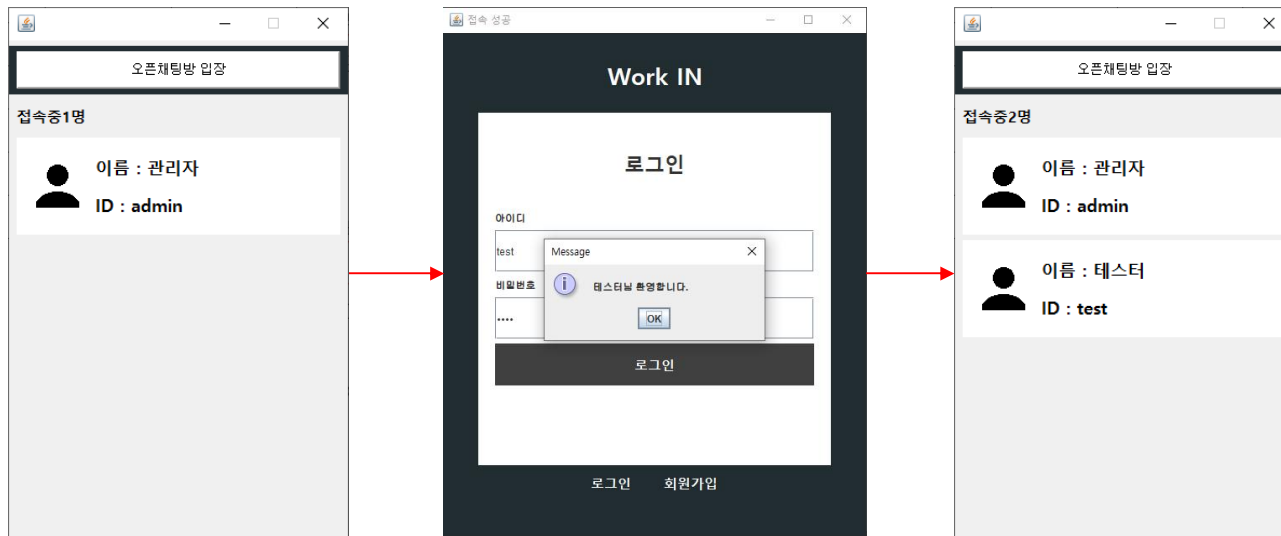 오픈채팅방 입장
접속중1명
이름 : 관리자
ID : admin
접속 성공
Work IN
로그인
아이디
test
Message
테스터님 환영합니다.
OK
비밀번호
••••
로그인
로그인 회원가입
오픈채팅방 입장
접속중2명
이름 : 관리자
ID : admin
이름 : 테스터
ID : test